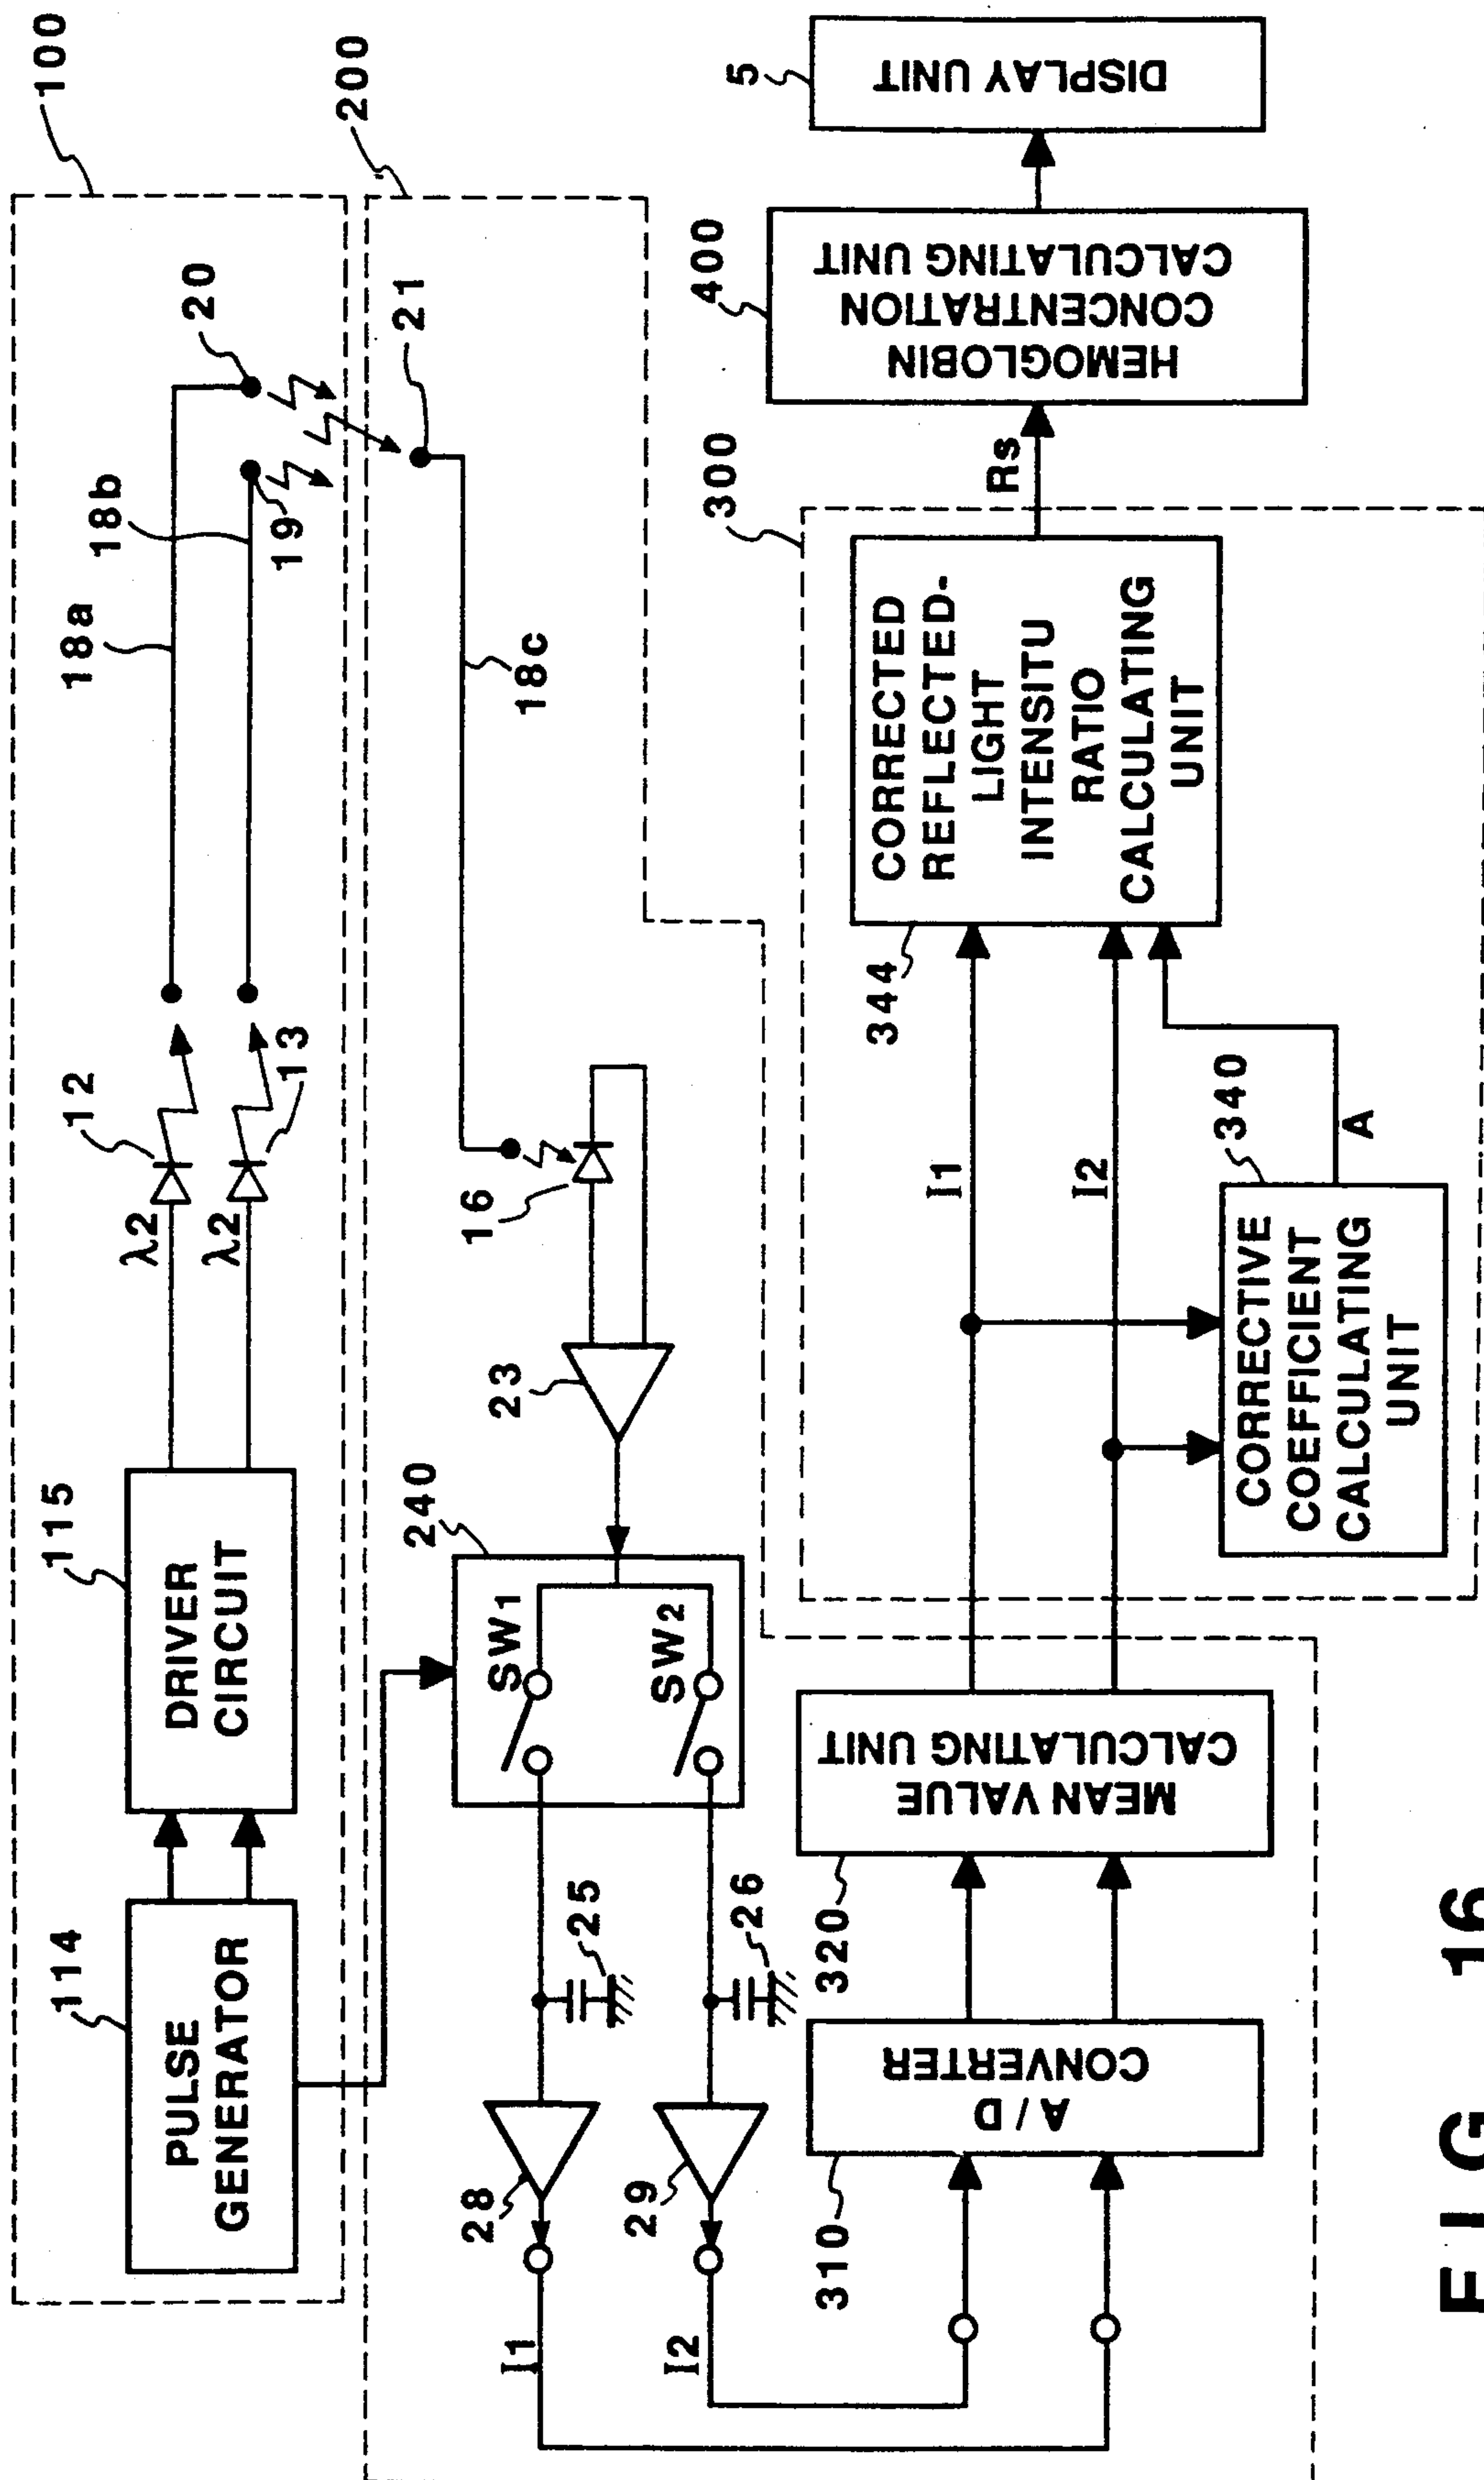 100
114
PULSE
GENERATOR
115
DRIVER
CIRCUIT
λ2
λ2
12
13
18a
18b
19
20
200
21
18c
16
23
240
SW1
SW2
25
26
28
29
I1
I2
310
A/D
CONVERTER
320
MEAN VALUE
CALCULATING UNIT
300
I1
I2
340
CORRECTIVE
COEFFICIENT
CALCULATING
UNIT
A
344
CORRECTED
REFLECTED-
LIGHT
INTENSITU
RATIO
CALCULATING
UNIT
Rs
400
HEMOGLOBIN
CONCENTRATION
CALCULATING UNIT
5
DISPLAY UNIT
FIG. 16